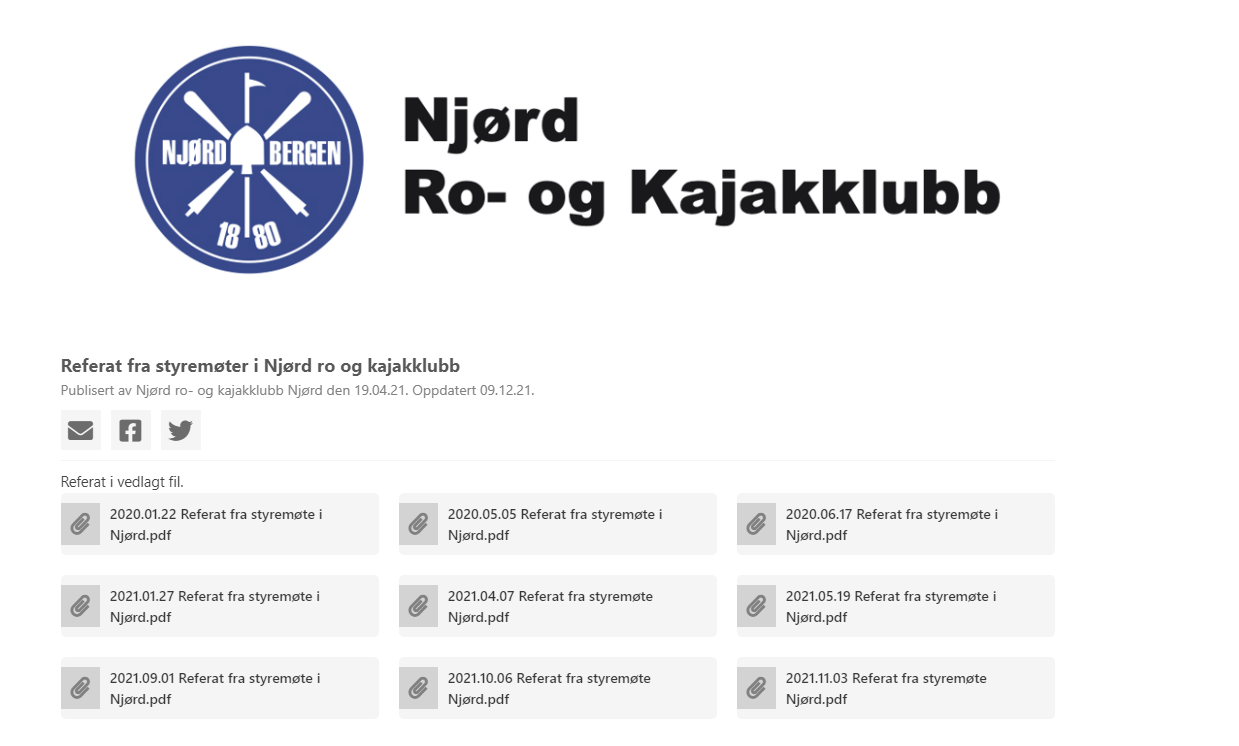 NJØRD BERGEN
18 80
Njørd
Ro- og Kajakklubb
Referat fra styremøter i Njørd ro og kajakklubb
Publisert av Njørd ro- og kajakklubb Njørd den 19.04.21. Oppdatert 09.12.21.
Referat i vedlagt fil.
2020.01.22 Referat fra styremøte i
Njørd.pdf
2020.05.05 Referat fra styremøte i
Njørd.pdf
2020.06.17 Referat fra styremøte i
Njørd.pdf
2021.01.27 Referat fra styremøte i
Njørd.pdf
2021.04.07 Referat fra styremøte
Njørd.pdf
2021.05.19 Referat fra styremøte i
Njørd.pdf
2021.09.01 Referat fra styremøte i
Njørd.pdf
2021.10.06 Referat fra styremøte
Njørd.pdf
2021.11.03 Referat fra styremøte
Njørd.pdf